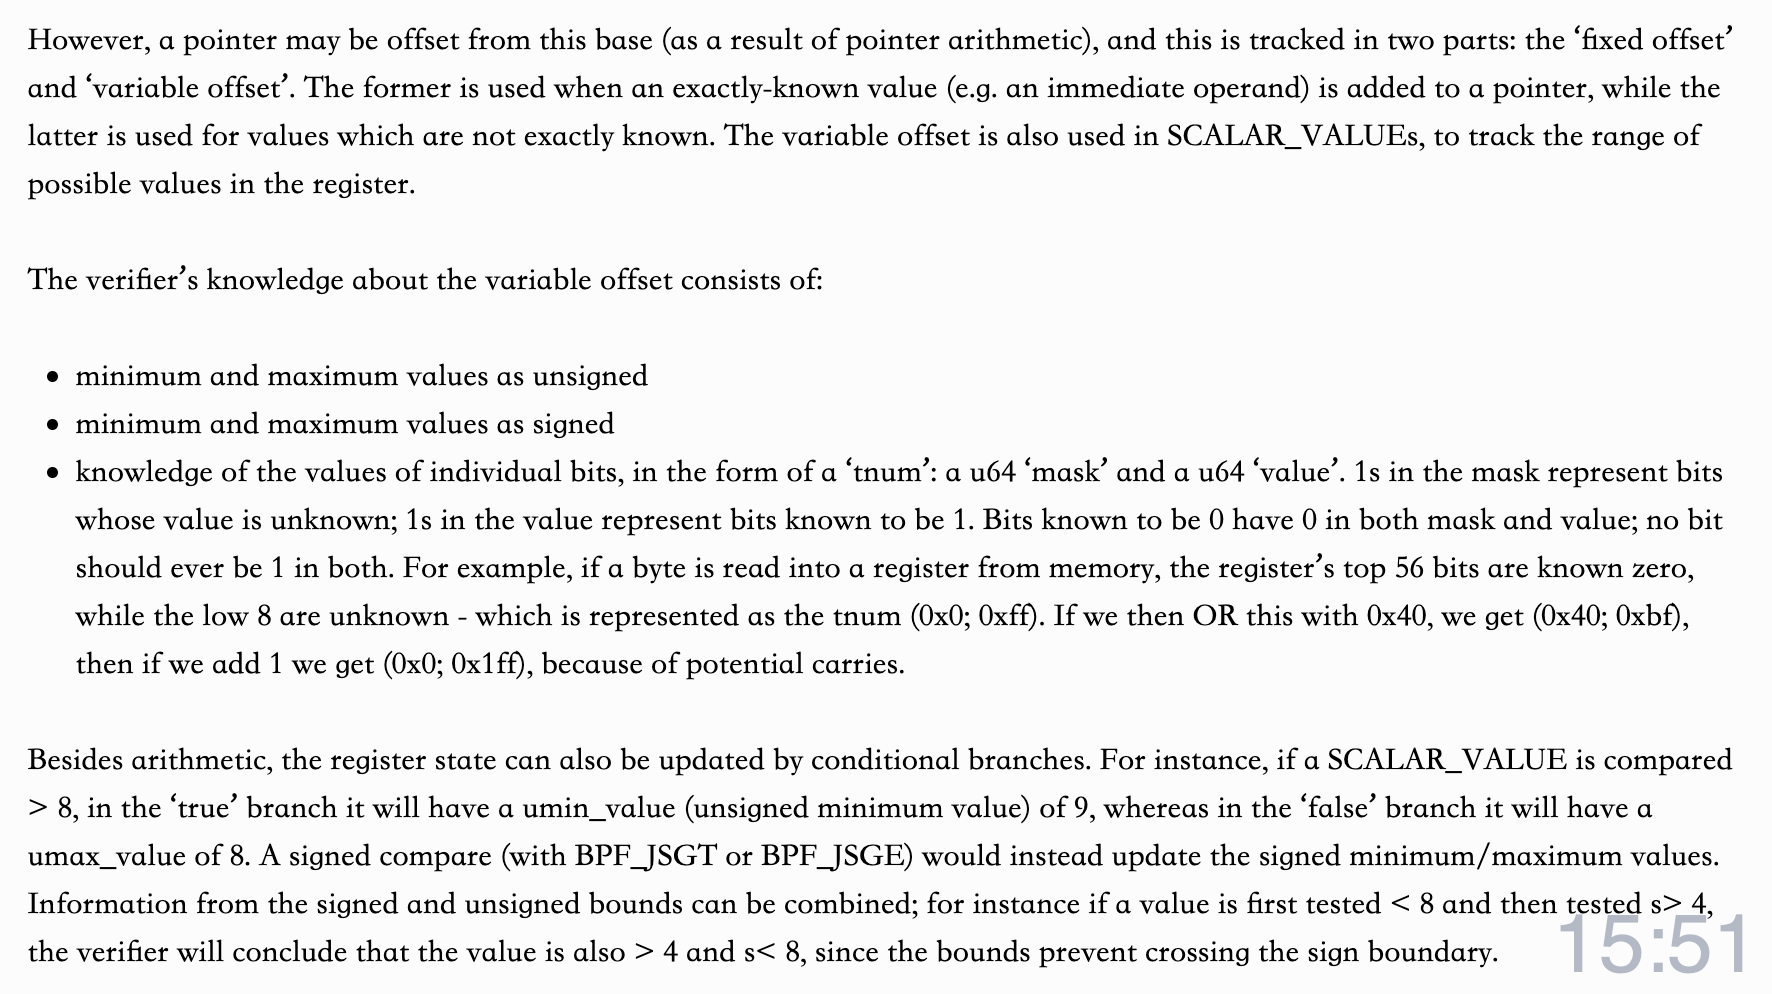 However, a pointer may be offset from this base (as a result of pointer arithmetic), and this is tracked in two parts: the ‘fixed offset’
and ‘variable offset’. The former is used when an exactly-known value (e.g. an immediate operand) is added to a pointer, while the
latter is used for values which are not exactly known. The variable offset is also used in SCALAR_VALUEs, to track the range of
possible values in the register.
The verifier’s knowledge about the variable offset consists of:
• minimum and maximum values as unsigned
• minimum and maximum values as signed
• knowledge of the values of individual bits, in the form of a ‘tnum’: a u64 ‘mask’ and a u64 ‘value’. 1s in the mask represent bits
whose value is unknown; 1s in the value represent bits known to be 1. Bits known to be 0 have 0 in both mask and value; no bit
should ever be 1 in both. For example, if a byte is read into a register from memory, the register’s top 56 bits are known zero,
while the low 8 are unknown - which is represented as the tnum (0x0; 0xff). If we then OR this with 0x40, we get (0x40; 0xbf),
then if we add 1 we get (0x0; 0x1ff), because of potential carries.
Besides arithmetic, the register state can also be updated by conditional branches. For instance, if a SCALAR_VALUE is compared
> 8, in the ‘true’ branch it will have a umin_value (unsigned minimum value) of 9, whereas in the ‘false’ branch it will have a
umax_value of 8. A signed compare (with BPF_JSGT or BPF_JSGE) would instead update the signed minimum/maximum values.
Information from the signed and unsigned bounds can be combined; for instance if a value is first tested < 8 and then tested s> 4,
the verifier will conclude that the value is also > 4 and s< 8, since the bounds prevent crossing the sign boundary.
15:51